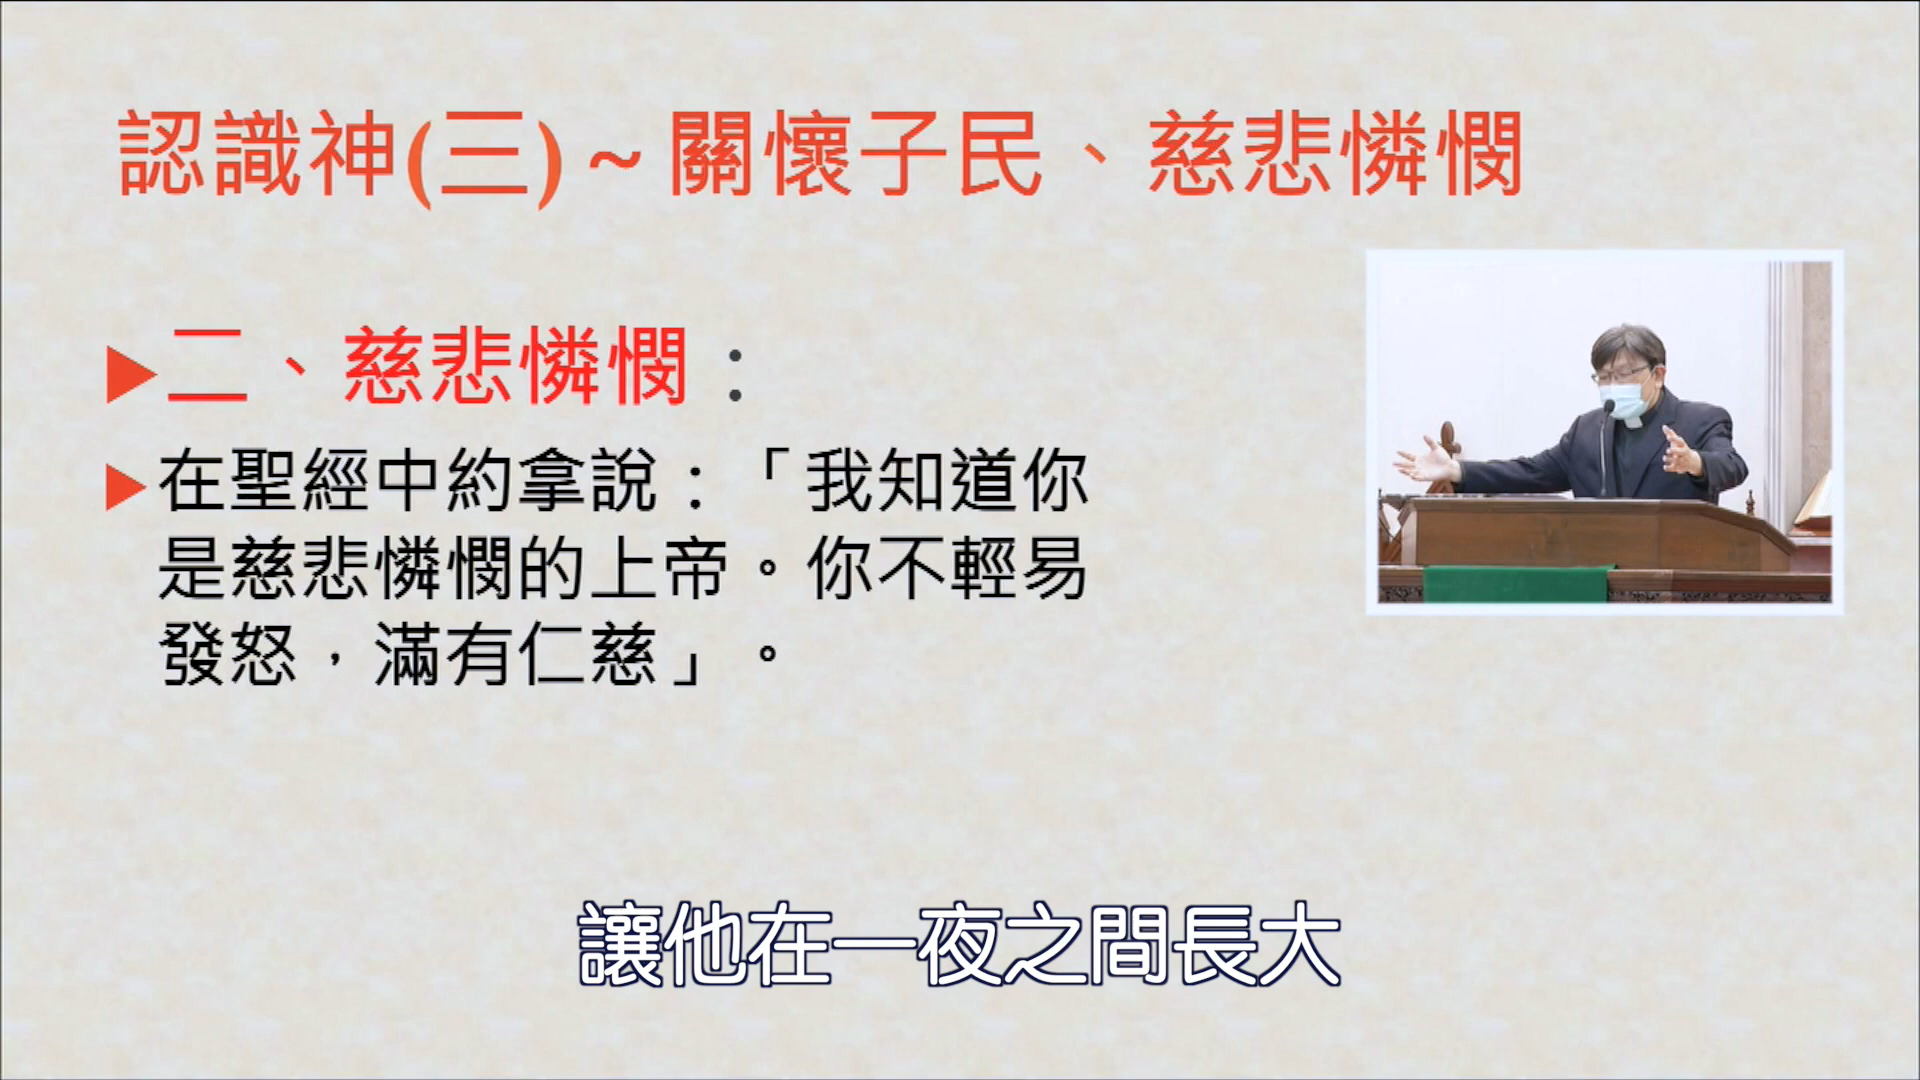 認識神(三)~關懷子民、慈悲憐憫
二、慈悲憐憫：
在聖經中約拿說：「我知道你
是慈悲憐憫的上帝。你不輕易
發怒，滿有仁慈」。
讓他在一夜之間長大